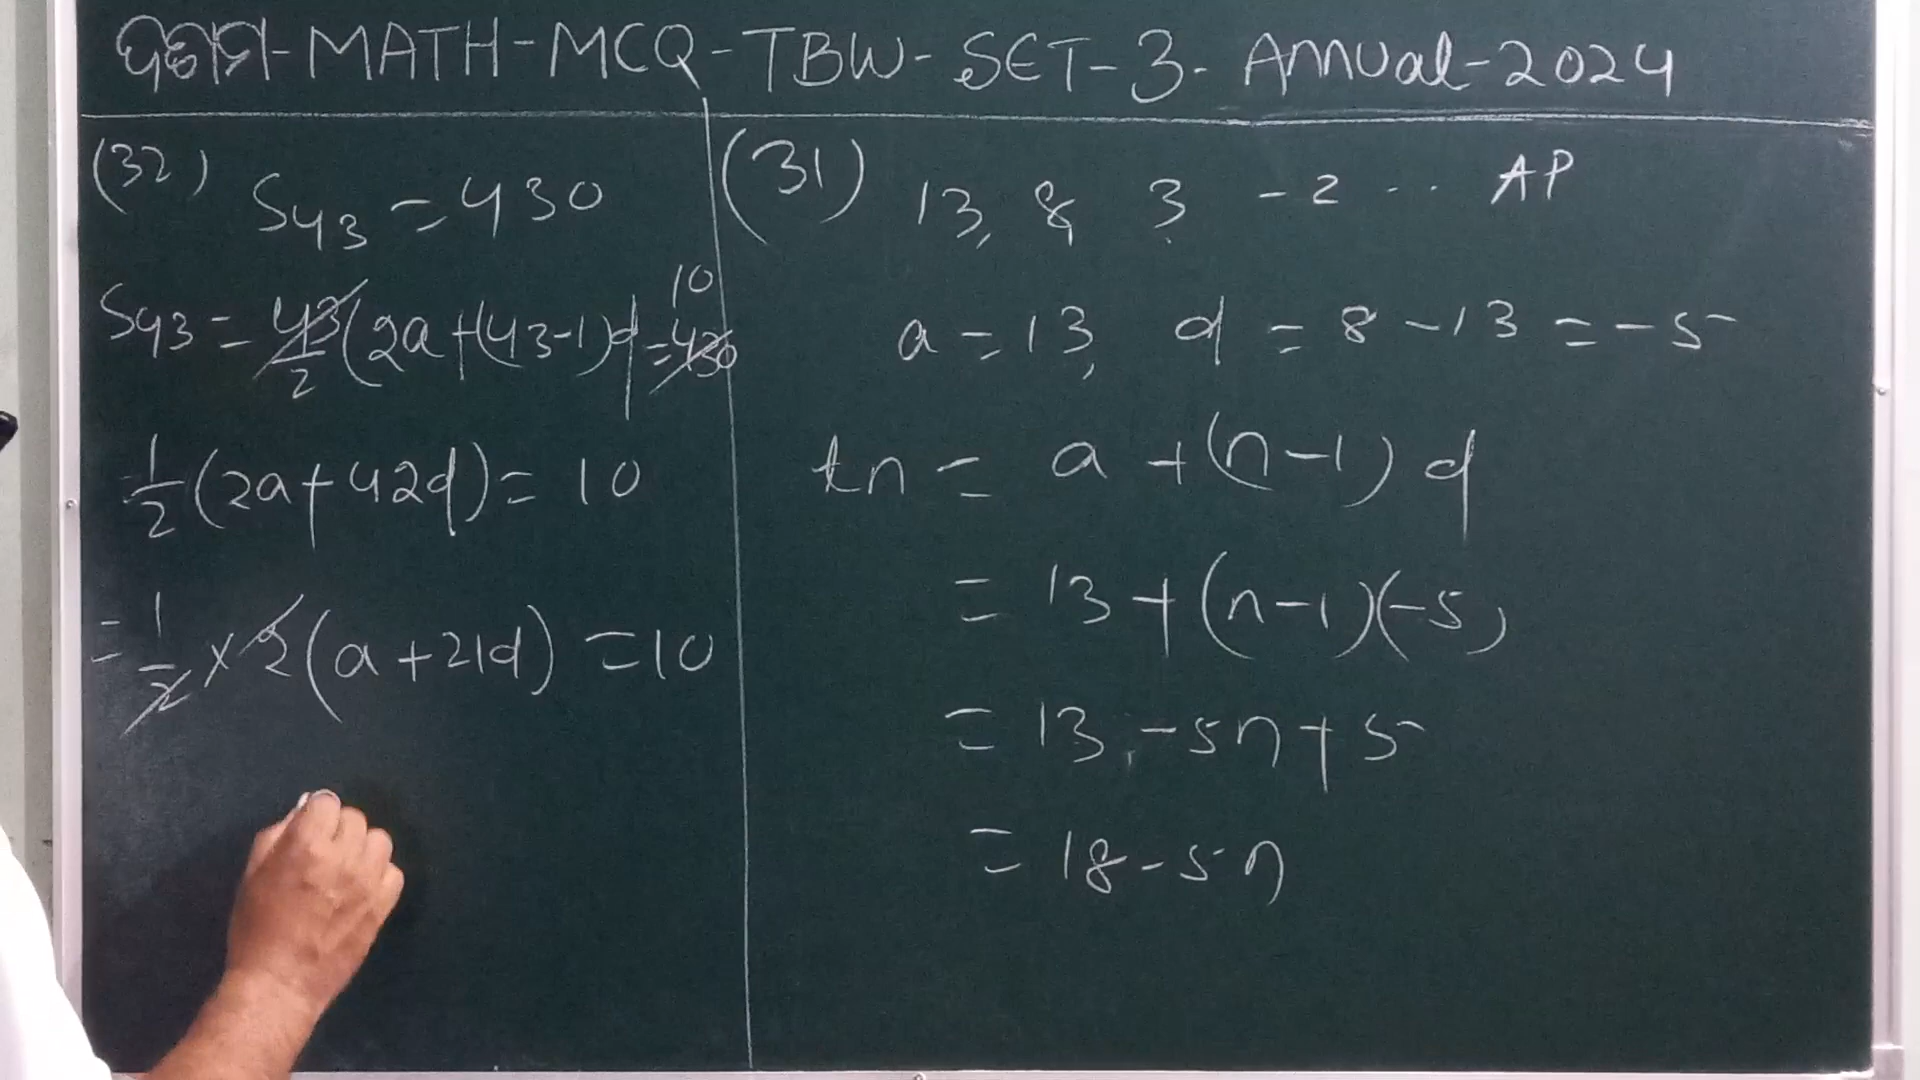 ଦଶମ-MATH-MCQ-TBW-SET-3-Annual-2024
(32) S43 = 430
S43 = 43/2 (2a+(43-1)d = 430
10
1/2 (2a+42d) = 10
= 1/2 × 2 (a+21d) = 10
(31) 13, 8 3 -2 .. AP
a = 13, d = 8 - 13 = -5
tn = a + (n-1) d
= 13 + (n-1)(-5)
= 13 - 5n + 5
= 18 - 5n